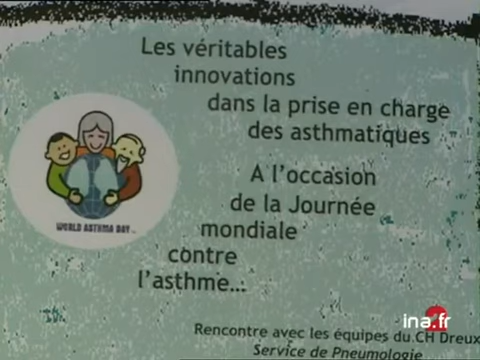 Les véritables
innovations
dans la prise en charge
des asthmatiques
A l'occasion
de la Journée
mondiale
contre
l'asthme...
WORLD ASTHMA DAY
ina.fr
Rencontre avec les équipes du CH Dreux
Service de Pneumologie